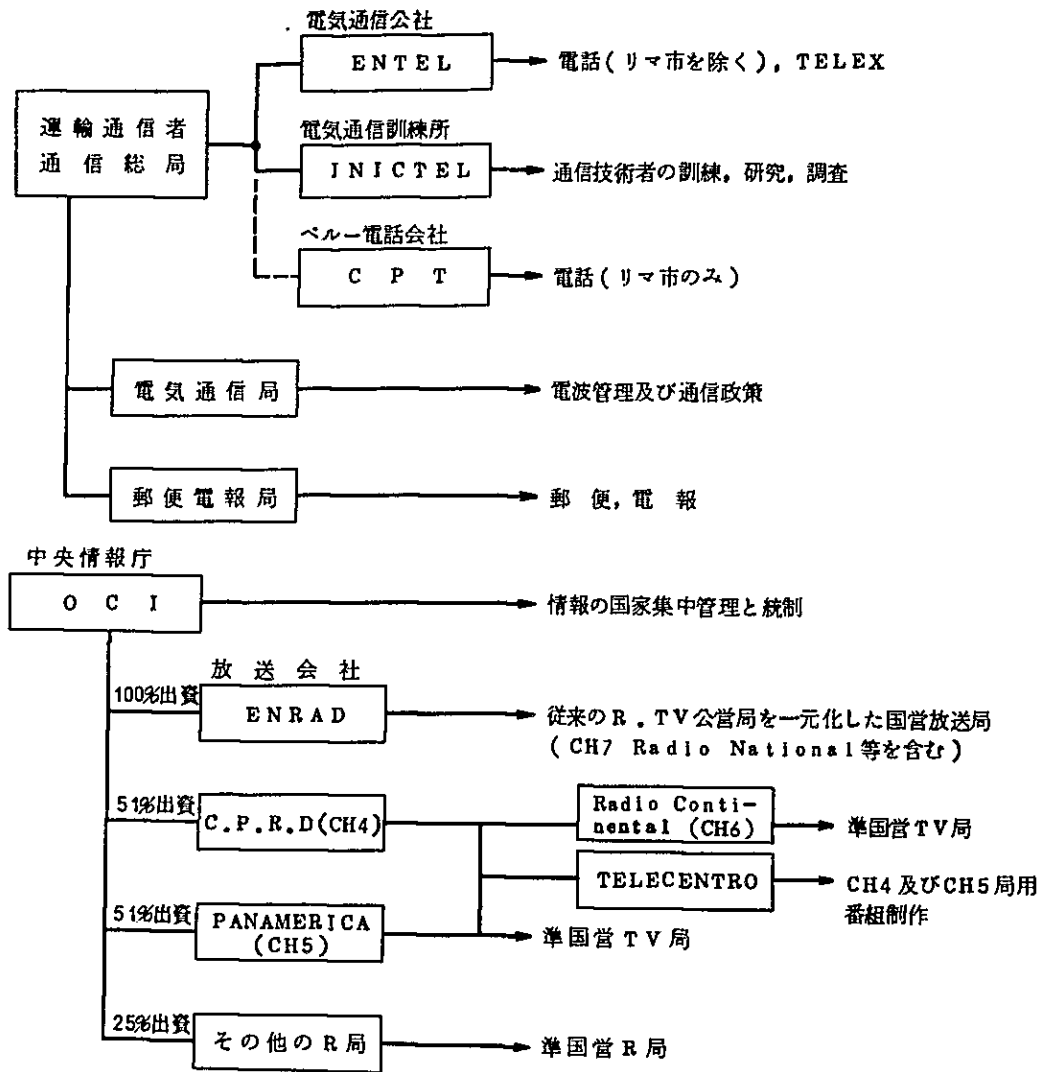 電気通信公社
ENTEL
電話(リマ市を除く), TELEX
運輸通信者
通信総局
電気通信訓練所
INICTEL
通信技術者の訓練, 研究, 調査
ペルー電話会社
CPT
電話(リマ市のみ)
電気通信局
電波管理及び通信政策
郵便電報局
郵便, 電報
中央情報庁
OCI
情報の国家集中管理と統制
放送会社
100%出資
ENRAD
従来のR.TV公営局を一元化した国営放送局
(CH7 Radio National等を含む)
51%出資
C.P.R.D(CH4)
Radio Conti-
nental (CH6)
準国営TV局
TELECENTRO
CH4及びCH5局用
番組制作
51%出資
PANAMERICA
(CH5)
準国営TV局
25%出資
その他のR局
準国営R局